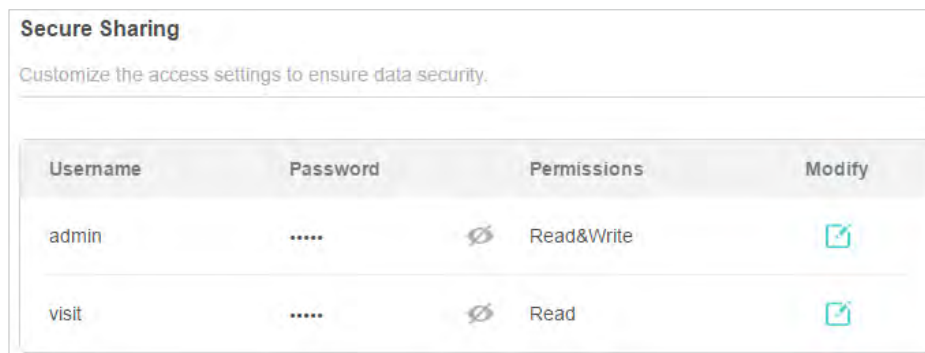 Secure Sharing
Customize the access settings to ensure data security.
Username Password Permissions Modify
admin ••••• Read&Write
visit ••••• Read